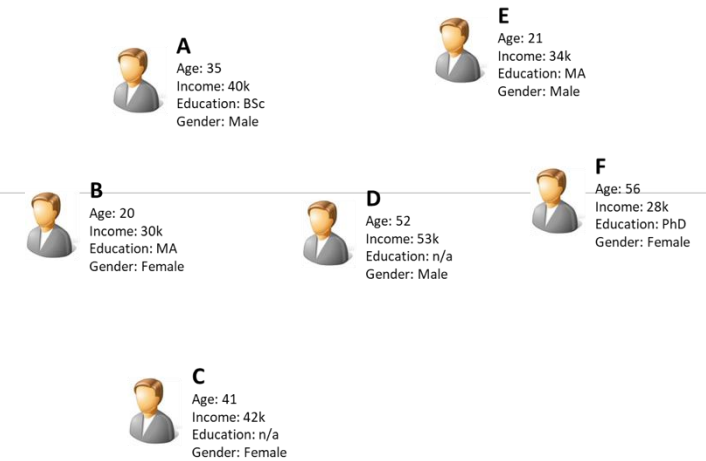 A
Age: 35
Income: 40k
Education: BSc
Gender: Male
E
Age: 21
Income: 34k
Education: MA
Gender: Male
B
Age: 20
Income: 30k
Education: MA
Gender: Female
D
Age: 52
Income: 53k
Education: n/a
Gender: Male
F
Age: 56
Income: 28k
Education: PhD
Gender: Female
C
Age: 41
Income: 42k
Education: n/a
Gender: Female